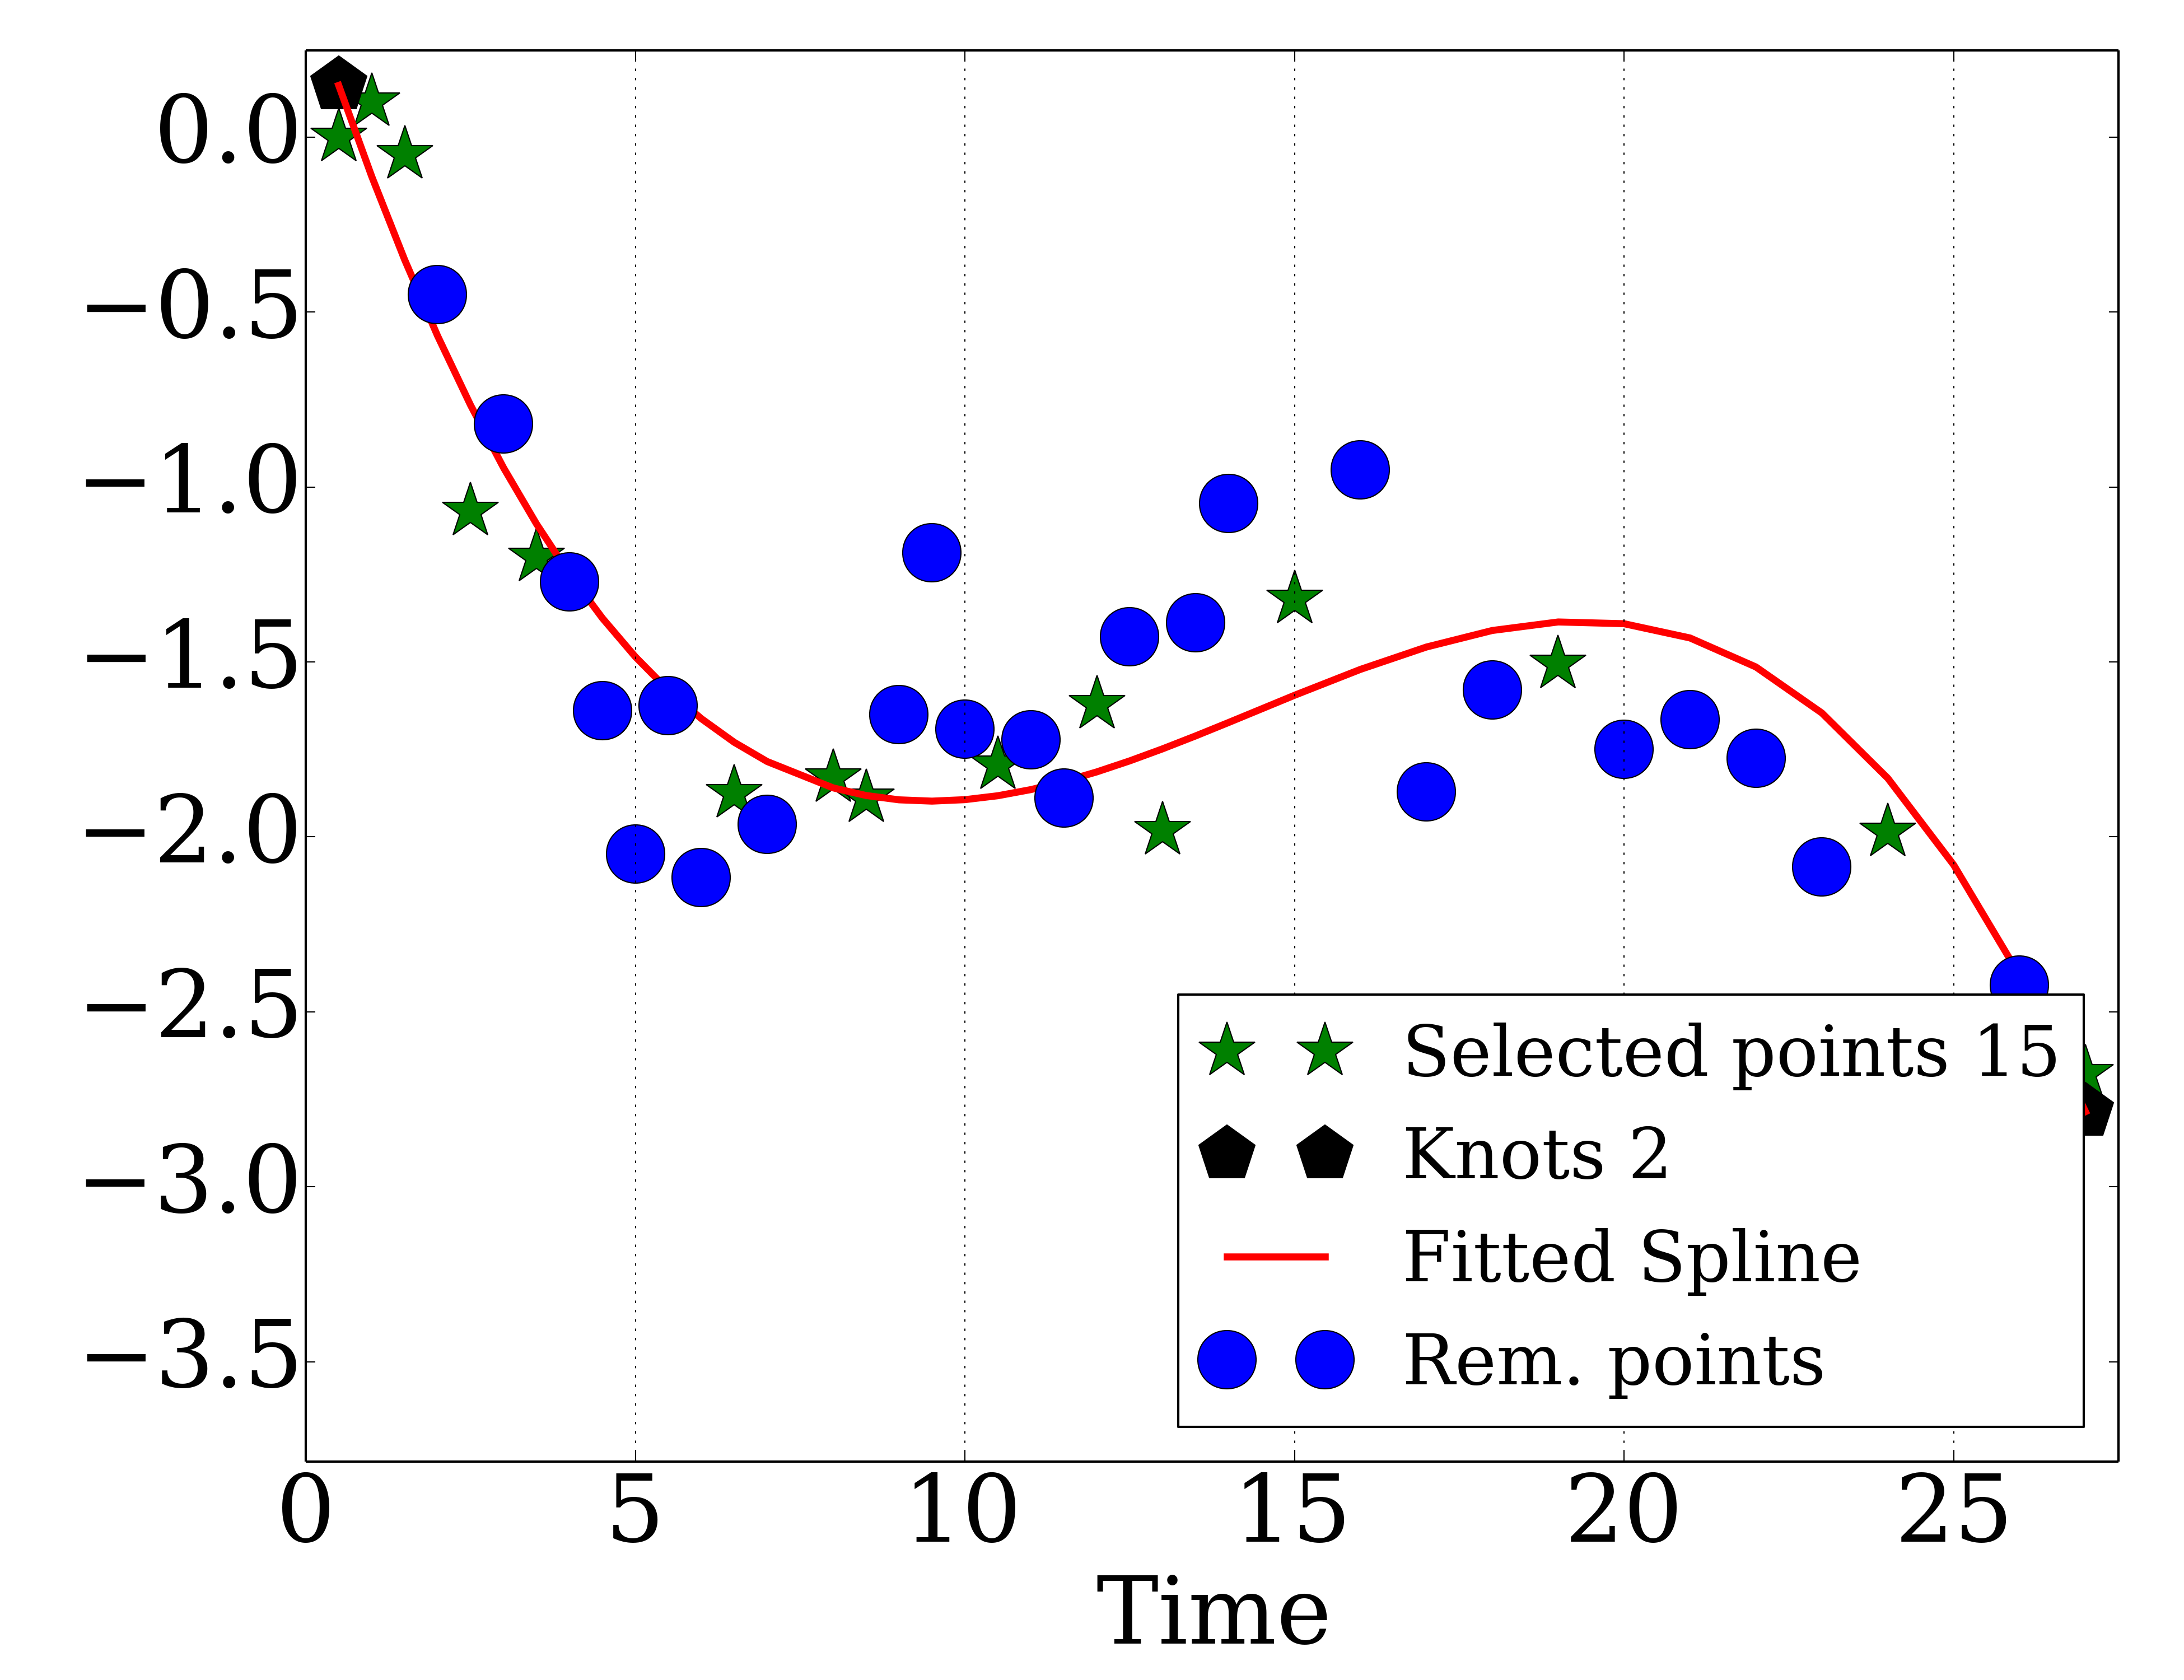 0.0
−0.5
−1.0
−1.5
−2.0
−2.5
−3.0
−3.5
Selected points 15
Knots 2
Fitted Spline
Rem. points
0 5 10 15 20 25
Time